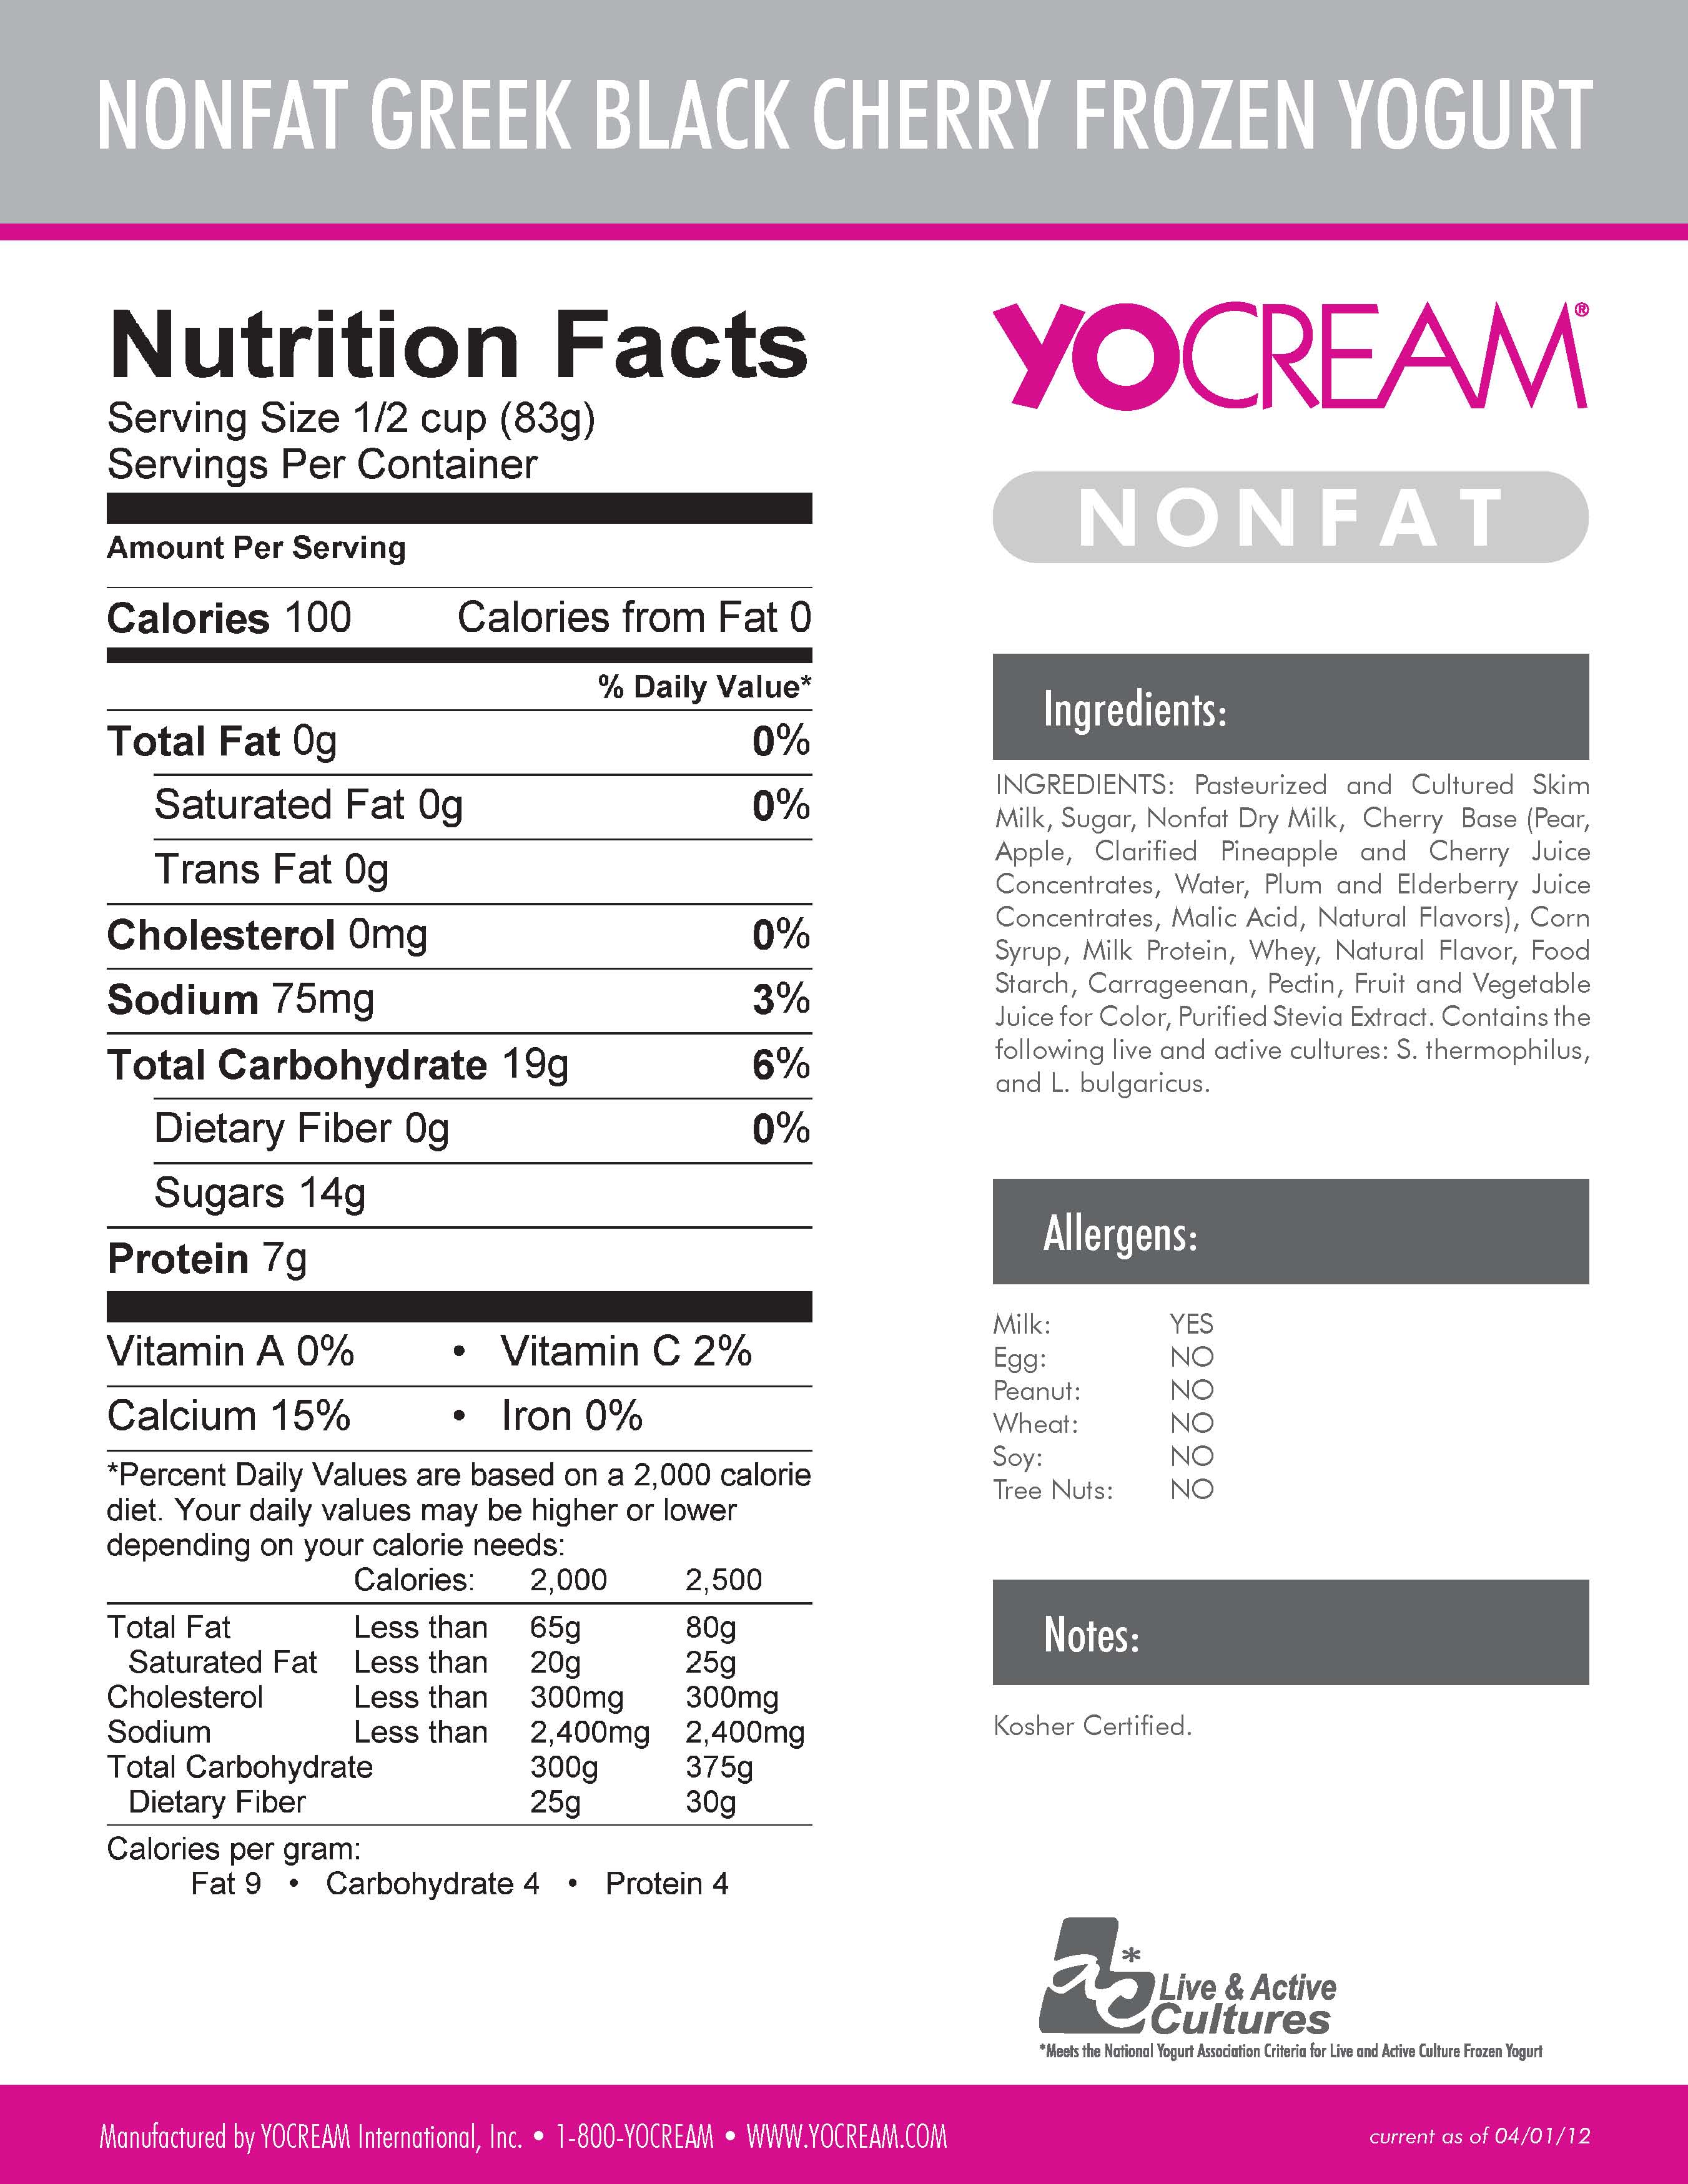 NONFAT GREEK BLACK CHERRY FROZEN YOGURT
Nutrition Facts
Serving Size 1/2 cup (83g)
Servings Per Container
Amount Per Serving
Calories 100 Calories from Fat 0
% Daily Value*
Total Fat 0g 0%
Saturated Fat 0g 0%
Trans Fat 0g
Cholesterol 0mg 0%
Sodium 75mg 3%
Total Carbohydrate 19g 6%
Dietary Fiber 0g 0%
Sugars 14g
Protein 7g
Vitamin A 0% • Vitamin C 2%
Calcium 15% • Iron 0%
*Percent Daily Values are based on a 2,000 calorie
diet. Your daily values may be higher or lower
depending on your calorie needs:
Calories: 2,000 2,500
Total Fat Less than 65g 80g
Saturated Fat Less than 20g 25g
Cholesterol Less than 300mg 300mg
Sodium Less than 2,400mg 2,400mg
Total Carbohydrate 300g 375g
Dietary Fiber 25g 30g
Calories per gram:
Fat 9 • Carbohydrate 4 • Protein 4
YOCREAM®
NONFAT
Ingredients:
INGREDIENTS: Pasteurized and Cultured Skim
Milk, Sugar, Nonfat Dry Milk, Cherry Base (Pear,
Apple, Clarified Pineapple and Cherry Juice
Concentrates, Water, Plum and Elderberry Juice
Concentrates, Malic Acid, Natural Flavors), Corn
Syrup, Milk Protein, Whey, Natural Flavor, Food
Starch, Carrageenan, Pectin, Fruit and Vegetable
Juice for Color, Purified Stevia Extract. Contains the
following live and active cultures: S. thermophilus,
and L. bulgaricus.
Allergens:
Milk: YES
Egg: NO
Peanut: NO
Wheat: NO
Soy: NO
Tree Nuts: NO
Notes:
Kosher Certified.
ac*
Live & Active
Cultures
*Meets the National Yogurt Association Criteria for Live and Active Culture Frozen Yogurt
Manufactured by YOCREAM International, Inc. • 1-800-YOCREAM • WWW.YOCREAM.COM
current as of 04/01/12